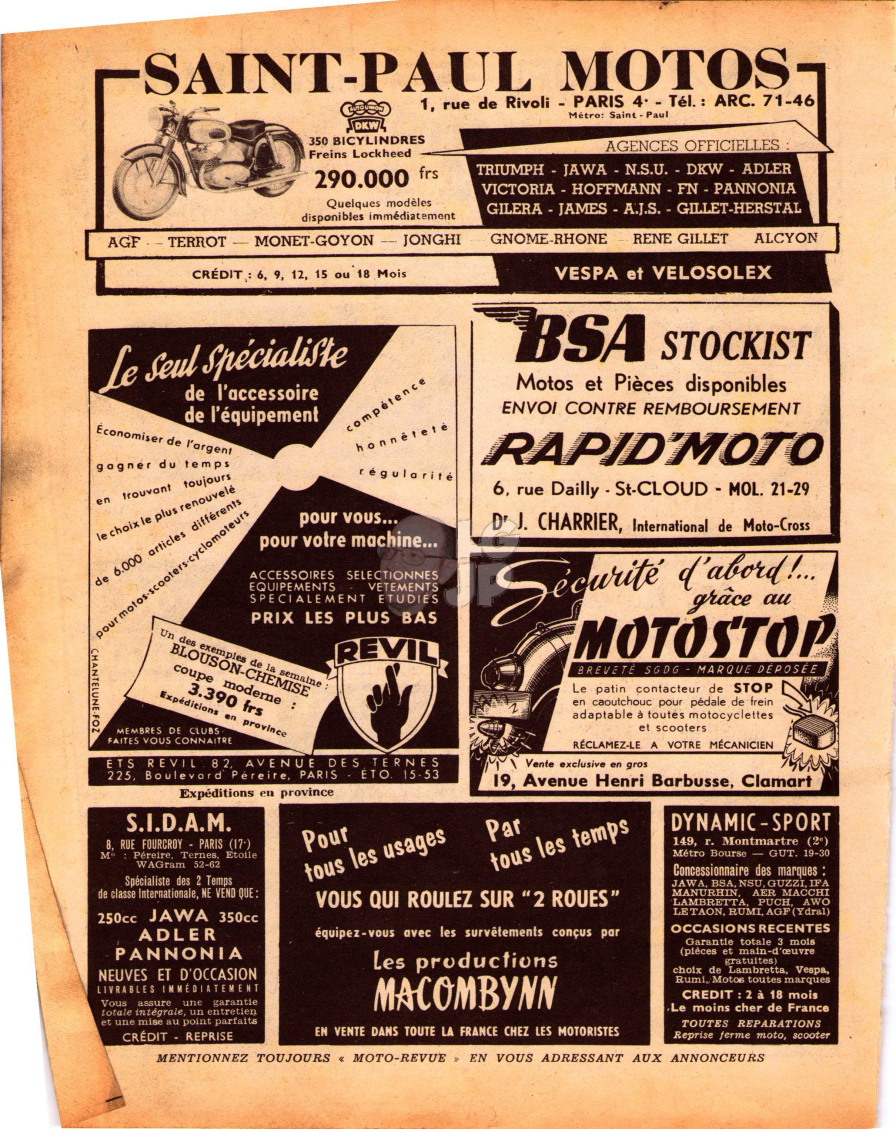 SAINT-PAUL MOTOS
1, rue de Rivoli - PARIS 4ᵉ - Tél. : ARC. 71-46
Métro: Saint-Paul
AUTO UNION
DKW
350 BICYLINDRES
Freins Lockheed
290.000 frs
Quelques modèles
disponibles immédiatement
AGENCES OFFICIELLES :
TRIUMPH - JAWA - N.S.U. - DKW - ADLER
VICTORIA - HOFFMANN - FN - PANNONIA
GILERA - JAMES - A.J.S. - GILLET-HERSTAL
AGF — TERROT — MONET-GOYON — JONGHI GNOME-RHONE RENE GILLET ALCYON
CRÉDIT : 6, 9, 12, 15 ou 18 Mois
VESPA et VELOSOLEX
Le seul spécialiste
de l'accessoire
de l'équipement
compétence
honnêteté
régularité
Économiser de l'argent
gagner du temps
en trouvant toujours
le choix le plus renouvelé
de 6.000 articles différents
pour motos-scooters-cyclomoteurs
pour vous...
pour votre machine...
ACCESSOIRES SELECTIONNES
EQUIPEMENTS - VETEMENTS
SPECIALEMENT ETUDIES
PRIX LES PLUS BAS
Un des exemples de la semaine :
BLOUSON-CHEMISE
coupe moderne :
3.390 frs
Expéditions en province
REVIL
CHANTELUNE-FOZ
MEMBRES DE CLUBS
FAITES VOUS CONNAITRE
ETS REVIL 82, AVENUE DES TERNES
225, Boulevard Péreire, PARIS - ÉTO. 15-53
Expéditions en province
BSA STOCKIST
Motos et Pièces disponibles
ENVOI CONTRE REMBOURSEMENT
RAPID'MOTO
6, rue Dailly - St-CLOUD - MOL. 21-29
Dr J. CHARRIER, International de Moto-Cross
Sécurité d'abord !...
grâce au
MOTOSTOP
BREVETÉ SGDG - MARQUE DÉPOSÉE
Le patin contacteur de STOP
en caoutchouc pour pédale de frein
adaptable à toutes motocyclettes
et scooters
RÉCLAMEZ-LE A VOTRE MÉCANICIEN
Vente exclusive en gros
19, Avenue Henri Barbusse, Clamart
S.I.D.A.M.
8, RUE FOURCROY - PARIS (17ᵉ)
Mº : Péreire, Ternes, Etoile
WAGram 52-62
Spécialiste des 2 Temps
de classe Internationale, NE VEND QUE :
250cc JAWA 350cc
ADLER
PANNONIA
NEUVES ET D'OCCASION
LIVRABLES IMMÉDIATEMENT
Vous assure une garantie
totale intégrale, un entretien
et une mise au point parfaits
CRÉDIT - REPRISE
Pour
tous les usages
Par
tous les temps
VOUS QUI ROULEZ SUR "2 ROUES"
équipez-vous avec les survêtements conçus par
Les productions
MACOMBYNN
EN VENTE DANS TOUTE LA FRANCE CHEZ LES MOTORISTES
DYNAMIC-SPORT
149, r. Montmartre (2ᵉ)
Métro Bourse — GUT. 19-30
Concessionnaire des marques :
JAWA, BSA, NSU, GUZZI, IFA
MANURHIN, AER MACCHI
LAMBRETTA, PUCH, AWO
LE TAON, RUMI, AGF (Ydral)
OCCASIONS RECENTES
Garantie totale 3 mois
(pièces et main-d'œuvre
gratuites)
choix de Lambretta, Vespa,
Rumi, Motos toutes marques
CREDIT : 2 à 18 mois
Le moins cher de France
TOUTES REPARATIONS
Reprise ferme moto, scooter
MENTIONNEZ TOUJOURS « MOTO-REVUE » EN VOUS ADRESSANT AUX ANNONCEURS